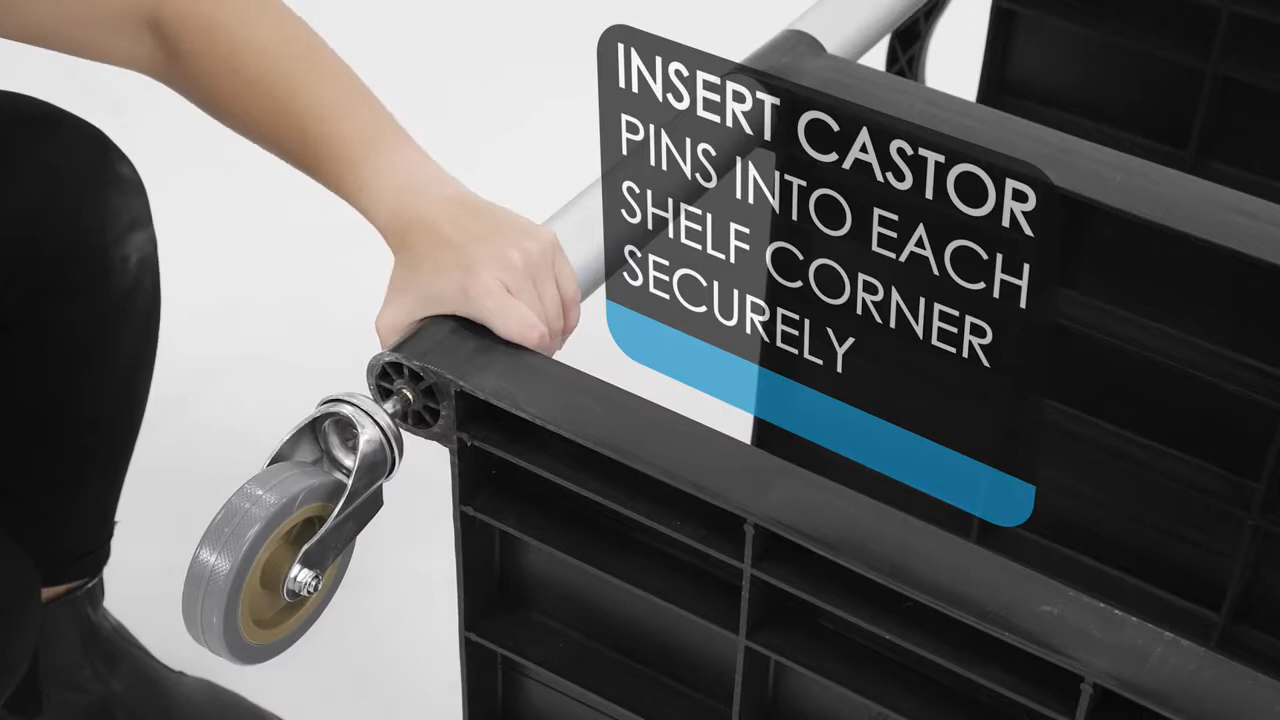 INSERT CASTOR
PINS INTO EACH
SHELF CORNER
SECURELY